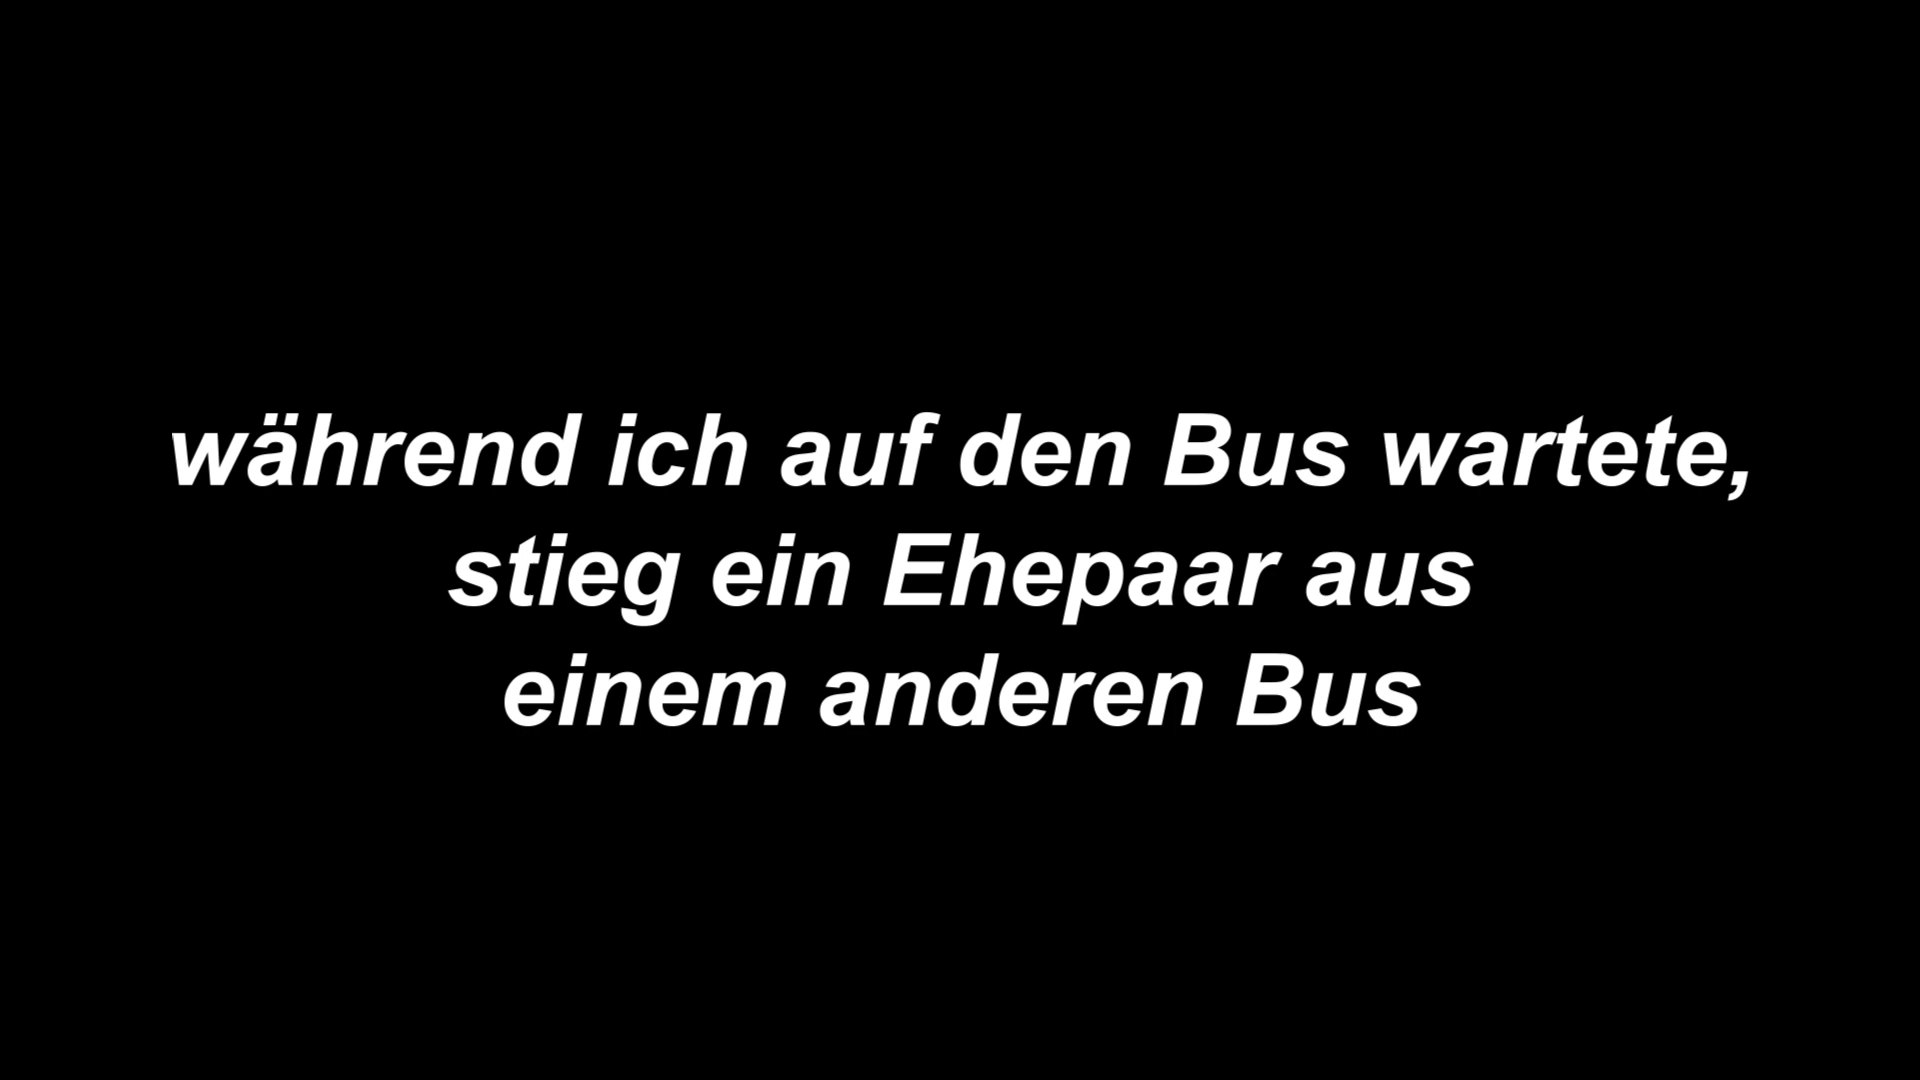 während ich auf den Bus wartete,
stieg ein Ehepaar aus
einem anderen Bus